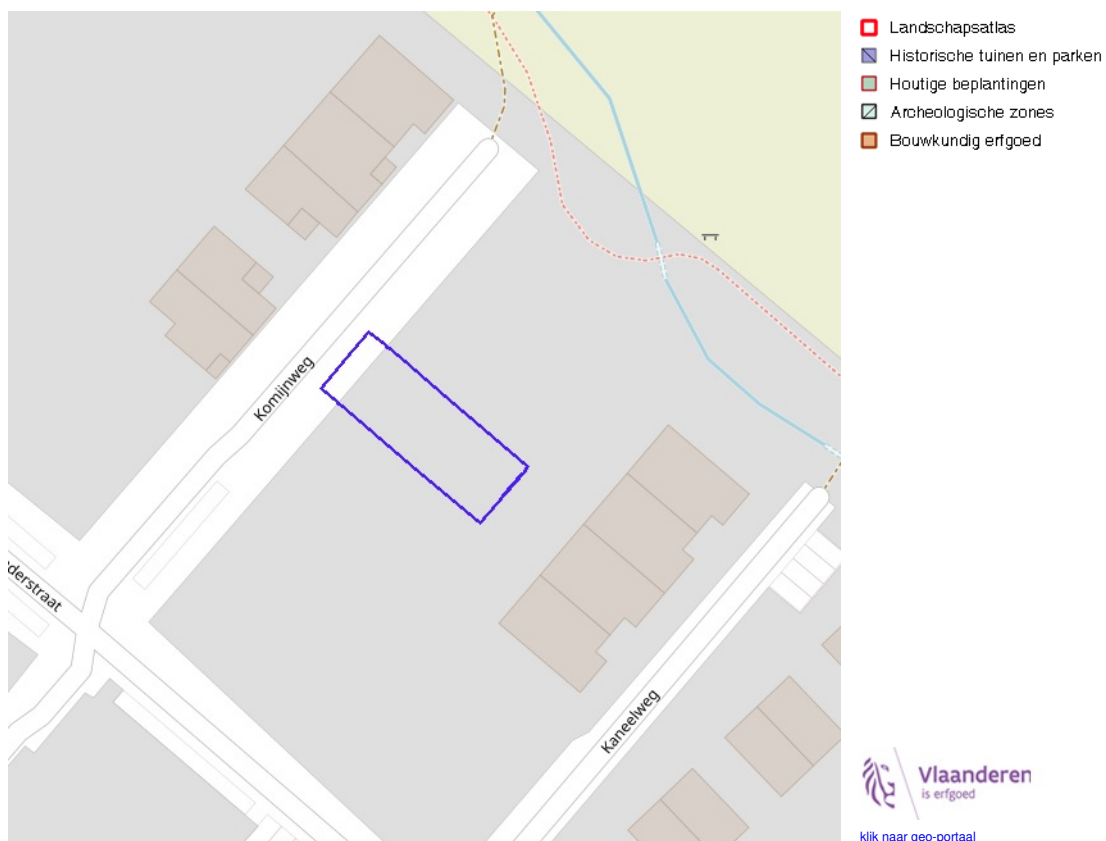 Landschapsatlas
Historische tuinen en parken
Houtige beplantingen
Archeologische zones
Bouwkundig erfgoed
Komijnweg
derstraat
Kaneelweg
Vlaanderen
is erfgoed
klik naar geo-portaal